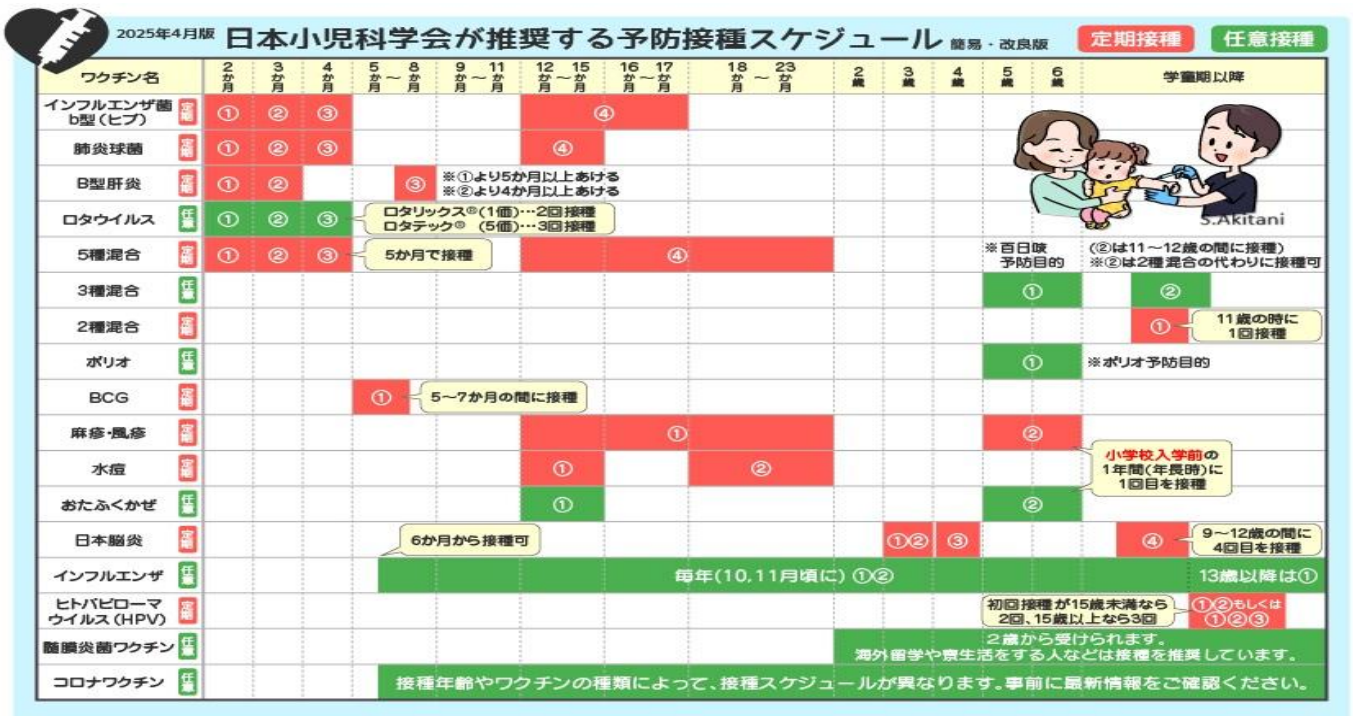 2025年4月版 日本小児科学会が推奨する予防接種スケジュール 簡易・改良版 定期接種 任意接種
ワクチン名 2か月 3か月 4か月 5か月～8か月 9か月～11か月 12か月～15か月 16か月～17か月 18か月～23か月 2歳 3歳 4歳 5歳 6歳 学童期以降
インフルエンザ菌
b型(ヒブ) 定期 ① ② ③ ④
肺炎球菌 定期 ① ② ③ ④
B型肝炎 定期 ① ② ③ ※①より5か月以上あける
※②より4か月以上あける
S.Akitani
ロタウイルス 任意 ① ② ③ ロタリックス®(1価)…2回接種
ロタテック® (5価)…3回接種
5種混合 定期 ① ② ③ 5か月で接種 ④
※百日咳
予防目的
(②は11～12歳の間に接種)
※②は2種混合の代わりに接種可
3種混合 任意 ① ②
2種混合 定期 ① 11歳の時に
1回接種
ポリオ 任意 ① ※ポリオ予防目的
BCG 定期 ① 5～7か月の間に接種
麻疹・風疹 定期 ① ②
水痘 定期 ① ②
小学校入学前の
1年間(年長時)に
1回目を接種
おたふくかぜ 任意 ① ②
日本脳炎 定期 6か月から接種可 ①② ③ ④ 9～12歳の間に
4回目を接種
インフルエンザ 任意 毎年(10,11月頃に)①② 13歳以降は①
ヒトパピローマ
ウイルス(HPV) 定期 初回接種が15歳未満なら
2回、15歳以上なら3回
①②もしくは
①②③
髄膜炎菌ワクチン 任意 2歳から受けられます。
海外留学や寮生活をする人などは接種を推奨しています。
コロナワクチン 任意 接種年齢やワクチンの種類によって、接種スケジュールが異なります。事前に最新情報をご確認ください。